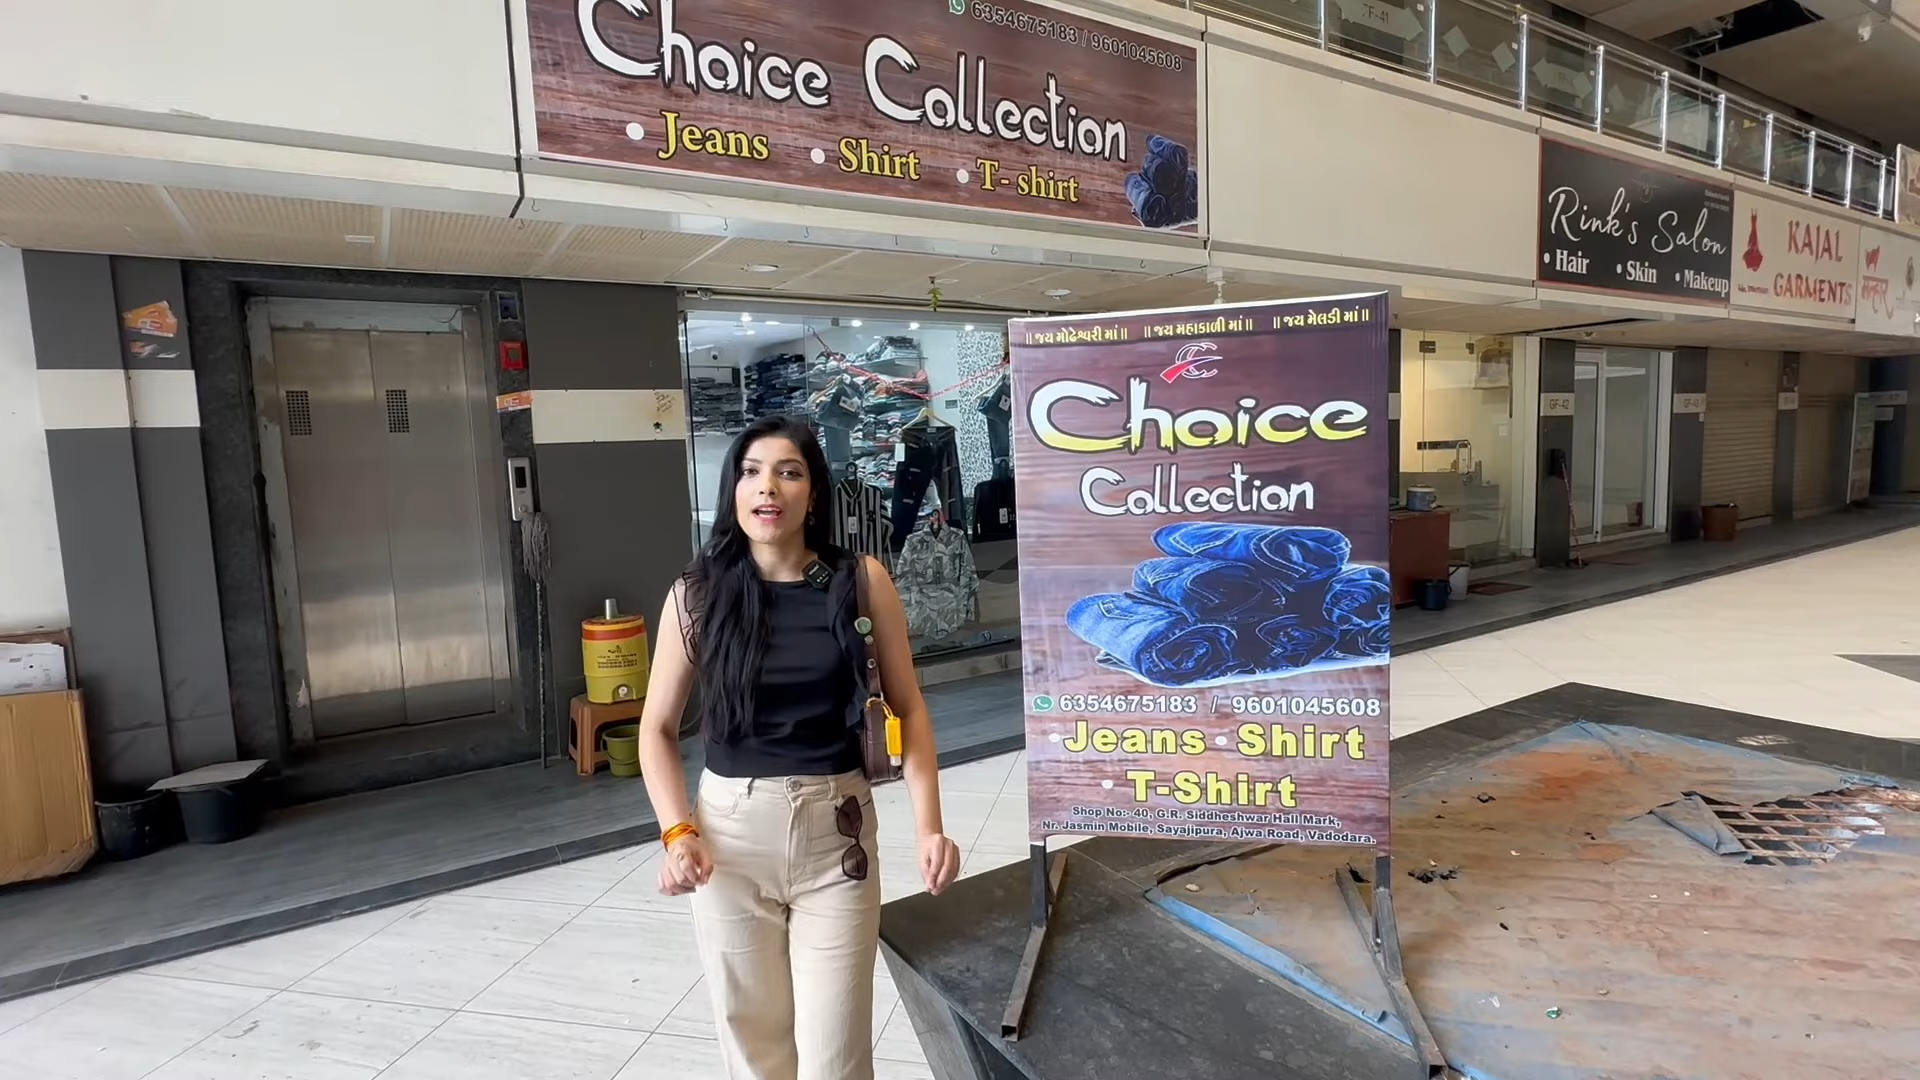 6354675183 / 9601045608
Choice Collection
• Jeans • Shirt • T- shirt
Rink's Salon
• Hair • Skin • Makeup
KAJAL
GARMENTS
GF-42
॥ જય મોઢેશ્વરી માં ॥ ॥ જય મહાકાળી માં ॥ ॥ જય મેલડી માં ॥
Choice
Collection
6354675183 / 9601045608
• Jeans • Shirt
• T-Shirt
Shop No:- 40, G.R. Siddheshwar Hall Mark,
Nr. Jasmin Mobile, Sayajipura, Ajwa Road, Vadodara.